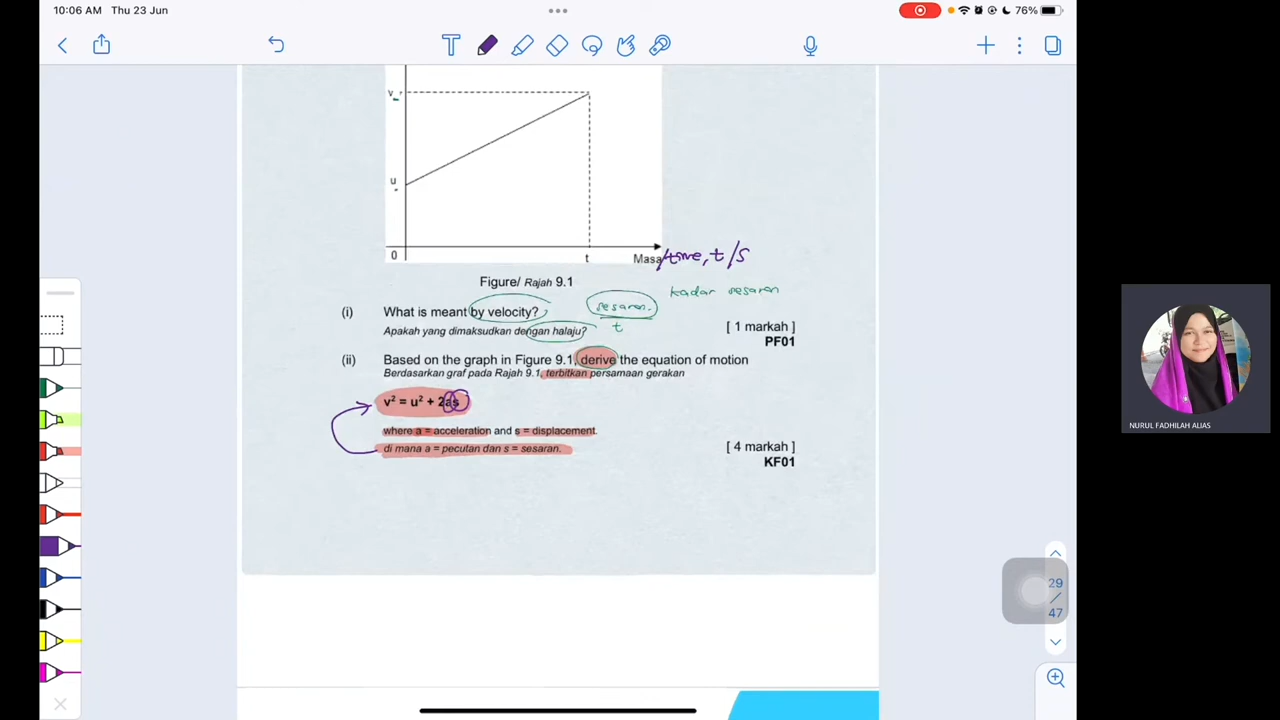 10:06 AM Thu 23 Jun
76%
T
v
u
0
t
Masa/time, t/s
Figure/ Rajah 9.1
kadar sesaran
(i) What is meant by velocity?
sesaran
t
Apakah yang dimaksudkan dengan halaju?
[ 1 markah ]
PF01
(ii) Based on the graph in Figure 9.1, derive the equation of motion
Berdasarkan graf pada Rajah 9.1, terbitkan persamaan gerakan
v² = u² + 2as
where a = acceleration and s = displacement.
di mana a = pecutan dan s = sesaran.
[ 4 markah ]
KF01
29
/
47
NURUL FADHILAH ALIAS